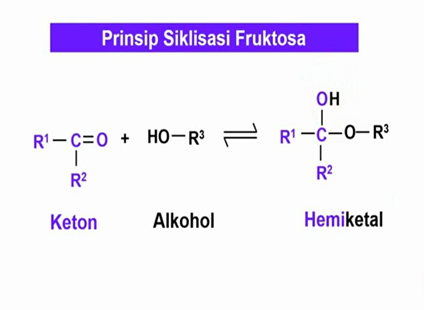 Prinsip Siklisasi Fruktosa
OH
R¹—C=O + HO—R³ ⇌ R¹—C—O—R³
R² R²
Keton Alkohol Hemiketal